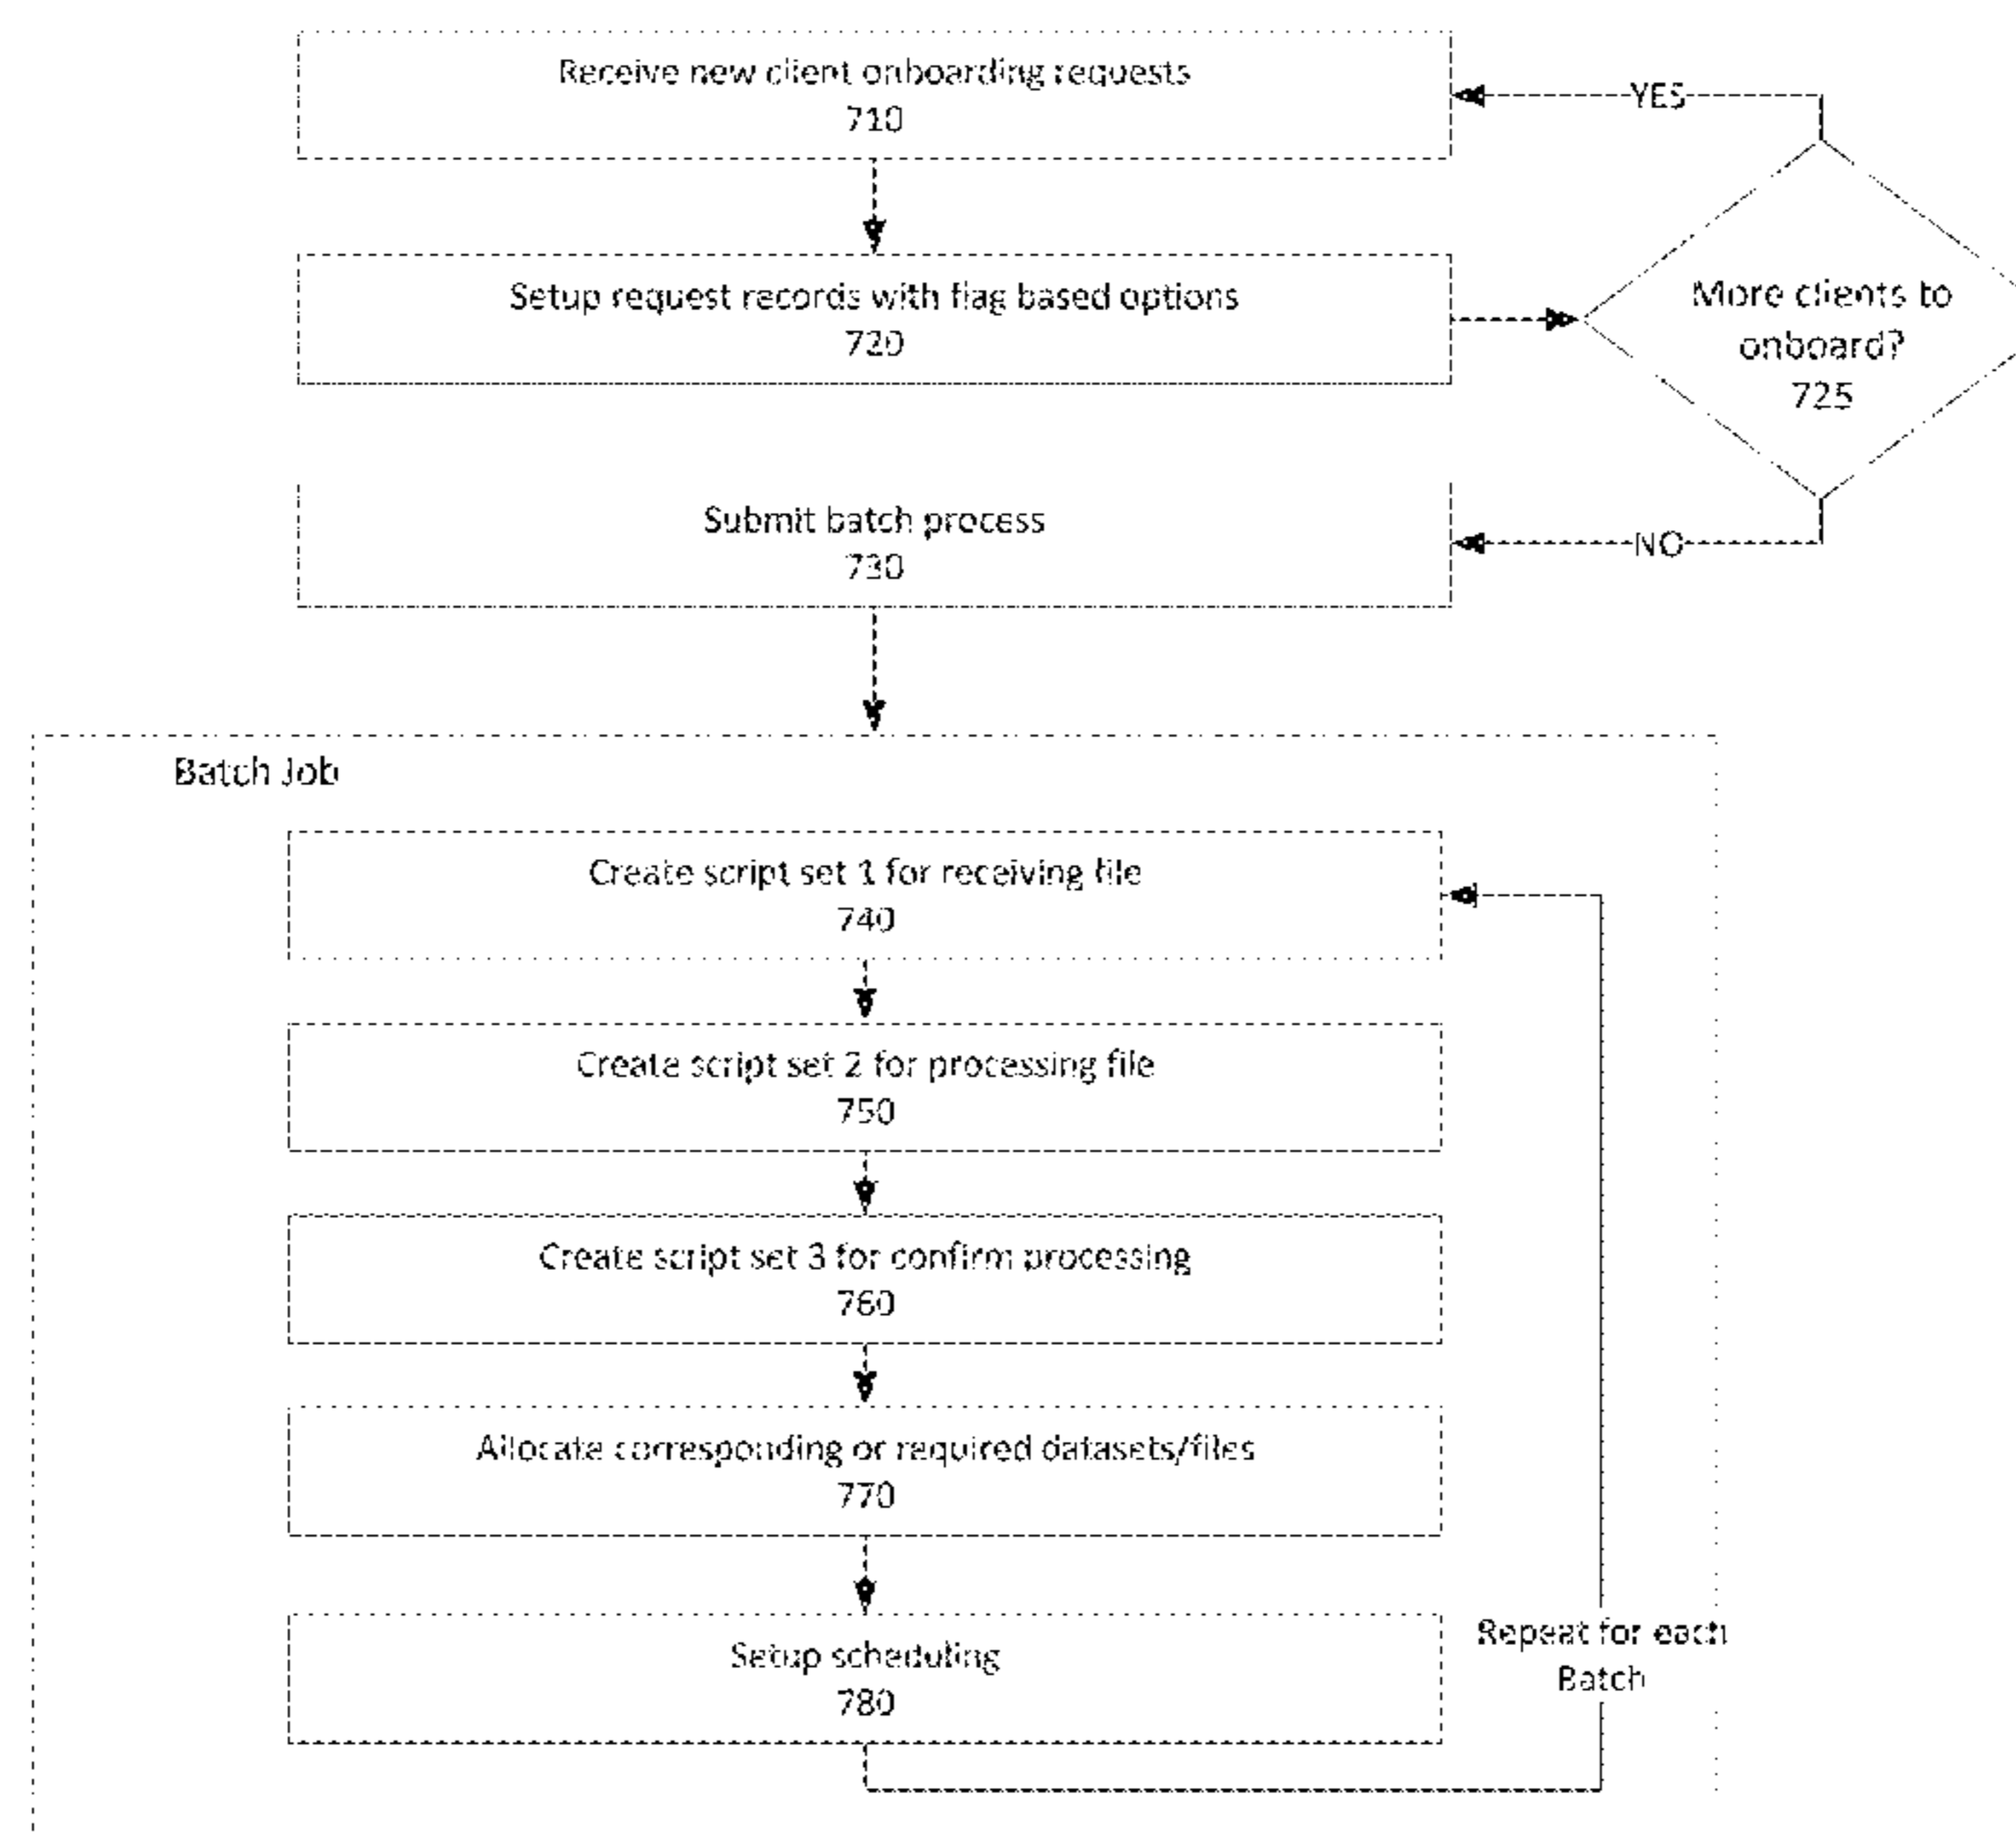 Receive new client onboarding requests
710
YES
Setup request records with flag based options
720
More clients to
onboard?
725
Submit batch process
730
NO
Batch Job
Create script set 1 for receiving file
740
Create script set 2 for processing file
750
Create script set 3 for confirm processing
760
Allocate corresponding or required datasets/files
770
Setup scheduling
780
Repeat for each
Batch